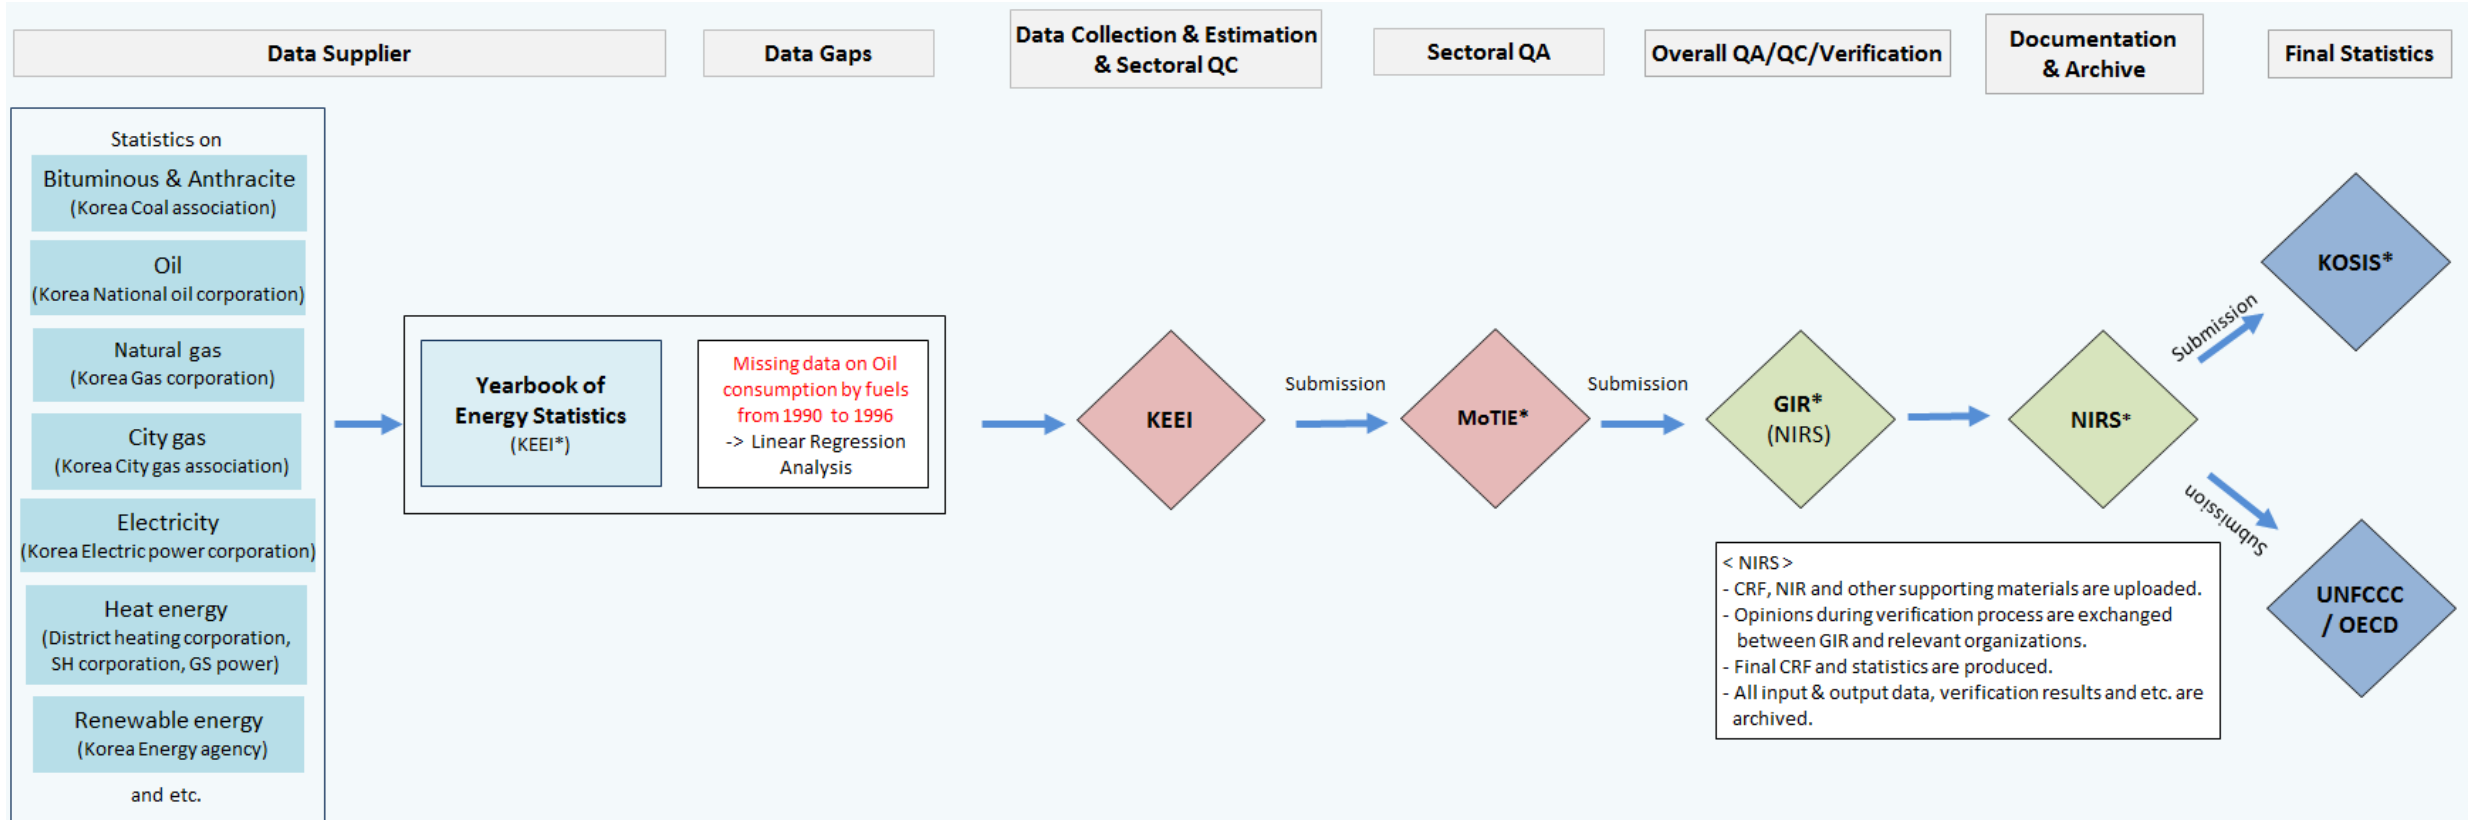 Data Supplier
Data Gaps
Data Collection & Estimation
& Sectoral QC
Sectoral QA
Overall QA/QC/Verification
Documentation
& Archive
Final Statistics
Statistics on
Bituminous & Anthracite
(Korea Coal association)
Oil
(Korea National oil corporation)
Natural gas
(Korea Gas corporation)
City gas
(Korea City gas association)
Electricity
(Korea Electric power corporation)
Heat energy
(District heating corporation,
SH corporation, GS power)
Renewable energy
(Korea Energy agency)
and etc.
Yearbook of
Energy Statistics
(KEEI*)
Missing data on Oil
consumption by fuels
from 1990 to 1996
-> Linear Regression
Analysis
KEEI
Submission
MoTIE*
Submission
GIR*
(NIRS)
NIRS*
Submission
KOSIS*
Submission
UNFCCC
/ OECD
< NIRS >
- CRF, NIR and other supporting materials are uploaded.
- Opinions during verification process are exchanged
between GIR and relevant organizations.
- Final CRF and statistics are produced.
- All input & output data, verification results and etc. are
archived.